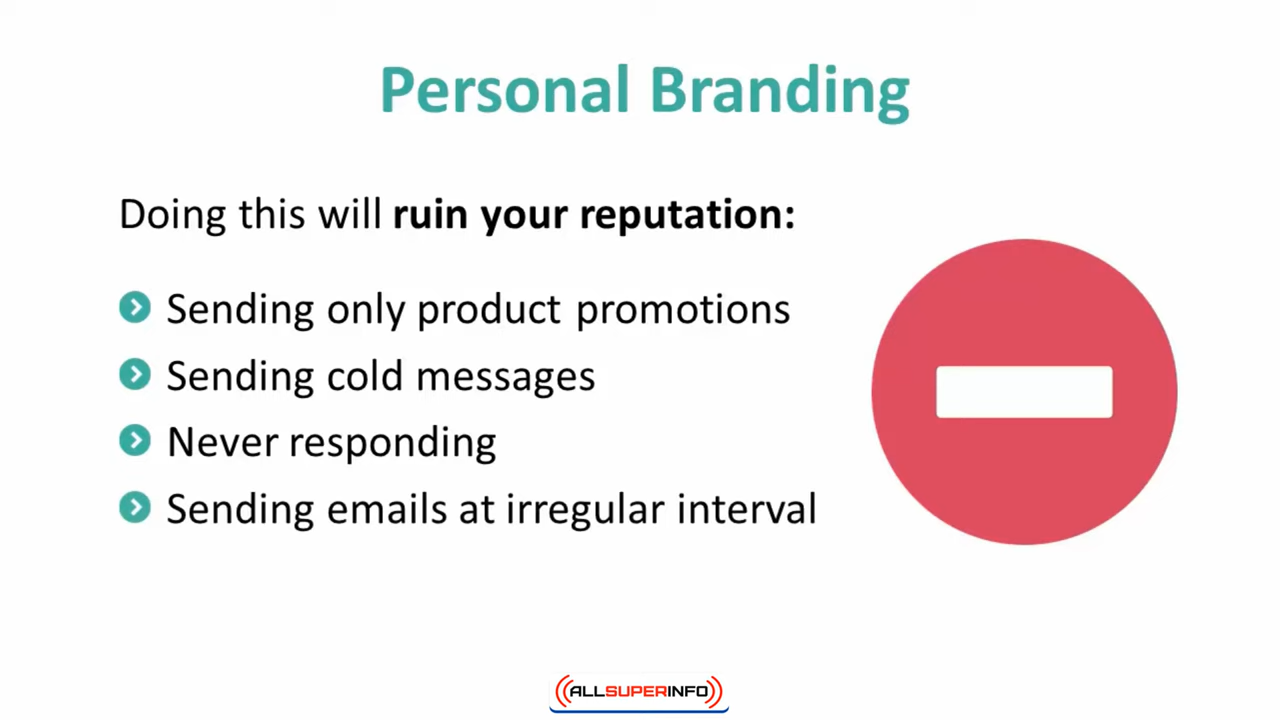 Personal Branding
Doing this will ruin your reputation:
Sending only product promotions
Sending cold messages
Never responding
Sending emails at irregular interval
ALLSUPERINFO